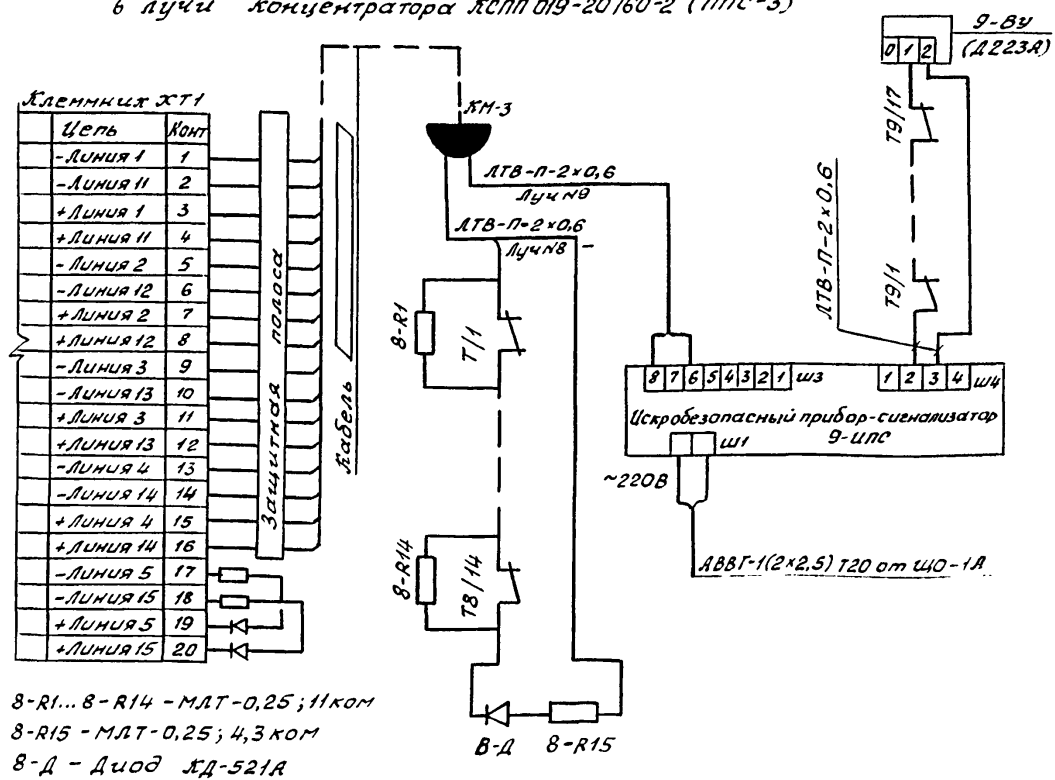 в лучи концентратора КСПП 019-20/60-2 (ППС-3)
9-ВУ
(Д223А)
0 1 2
Клеммник ХТ1
Цепь Конт
-Линия 1 1
-Линия 11 2
+Линия 1 3
+Линия 11 4
-Линия 2 5
-Линия 12 6
+Линия 2 7
+Линия 12 8
-Линия 3 9
-Линия 13 10
+Линия 3 11
+Линия 13 12
-Линия 4 13
-Линия 14 14
+Линия 4 15
+Линия 14 16
-Линия 5 17
-Линия 15 18
+Линия 5 19
+Линия 15 20
Защитная полоса
Кабель
КМ-3
ЛТВ-П-2×0,6
Луч №9
ЛТВ-П-2×0,6
Луч №8
8-R1
Т/1
8-R14
Т8/14
В-Д
8-R15
Т9/17
Т9/1
ЛТВ-П-2×0,6
8 7 6 5 4 3 2 1 Ш3
1 2 3 4 Ш4
Искробезопасный прибор-сигнализатор
9-ИПС
Ш1
~220В
АВВГ-1(2×2,5) Т20 от ЩО-1А
8-R1... 8-R14 - МЛТ-0,25; 11ком
8-R15 - МЛТ-0,25; 4,3 ком
8-Д - Диод КД-521А